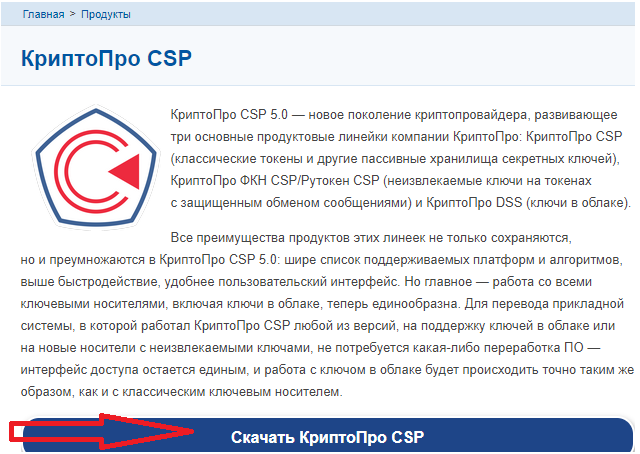 Главная > Продукты
КриптоПро CSP
КриптоПро CSP 5.0 — новое поколение криптопровайдера, развивающее
три основные продуктовые линейки компании КриптоПро: КриптоПро CSP
(классические токены и другие пассивные хранилища секретных ключей),
КриптоПро ФКН CSP/Рутокен CSP (неизвлекаемые ключи на токенах
с защищенным обменом сообщениями) и КриптоПро DSS (ключи в облаке).
Все преимущества продуктов этих линеек не только сохраняются,
но и преумножаются в КриптоПро CSP 5.0: шире список поддерживаемых платформ и алгоритмов,
выше быстродействие, удобнее пользовательский интерфейс. Но главное — работа со всеми
ключевыми носителями, включая ключи в облаке, теперь единообразна. Для перевода прикладной
системы, в которой работал КриптоПро CSP любой из версий, на поддержку ключей в облаке или
на новые носители с неизвлекаемыми ключами, не потребуется какая-либо переработка ПО —
интерфейс доступа остается единым, и работа с ключом в облаке будет происходить точно таким же
образом, как и с классическим ключевым носителем.
Скачать КриптоПро CSP